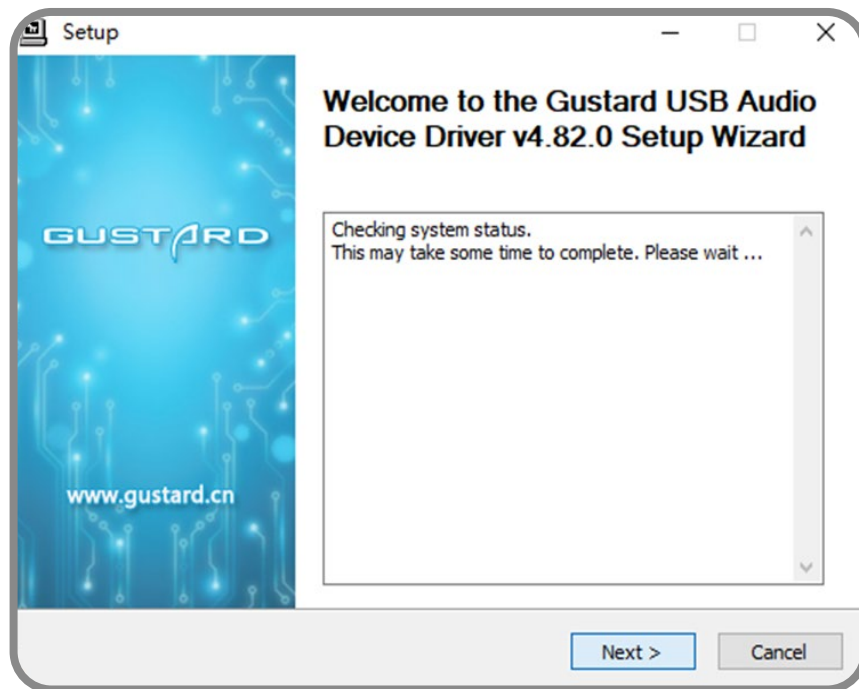 Setup
Welcome to the Gustard USB Audio
Device Driver v4.82.0 Setup Wizard
GUSTARD
www.gustard.cn
Checking system status.
This may take some time to complete. Please wait ...
Next >
Cancel